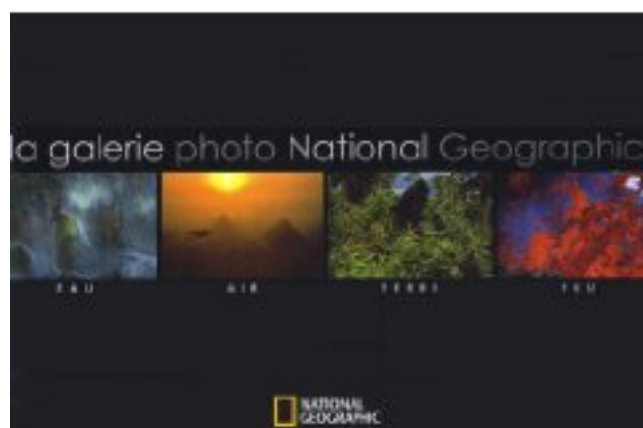 la galerie photo National Geographic
EAU AIR TERRE FEU
NATIONAL
GEOGRAPHIC